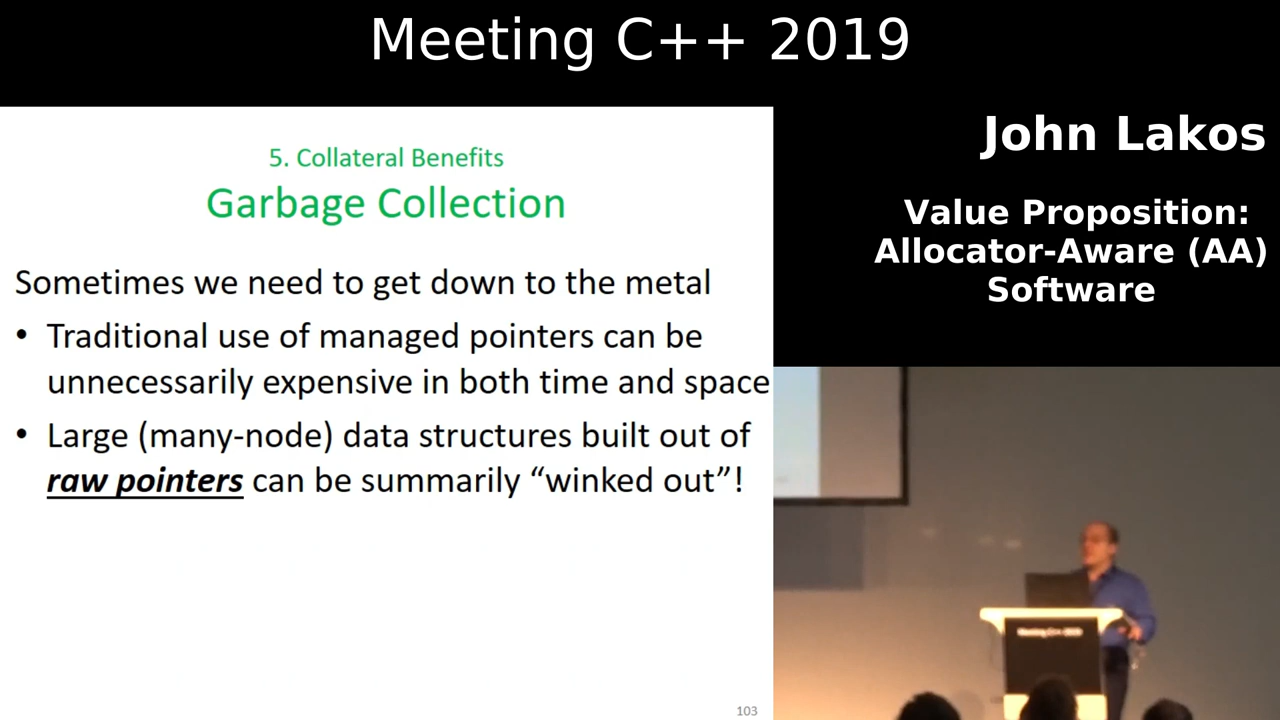 Meeting C++ 2019
5. Collateral Benefits
Garbage Collection
Sometimes we need to get down to the metal
• Traditional use of managed pointers can be
unnecessarily expensive in both time and space
• Large (many-node) data structures built out of
raw pointers can be summarily “winked out”!
103
John Lakos
Value Proposition:
Allocator-Aware (AA)
Software
Meeting C++ 2019